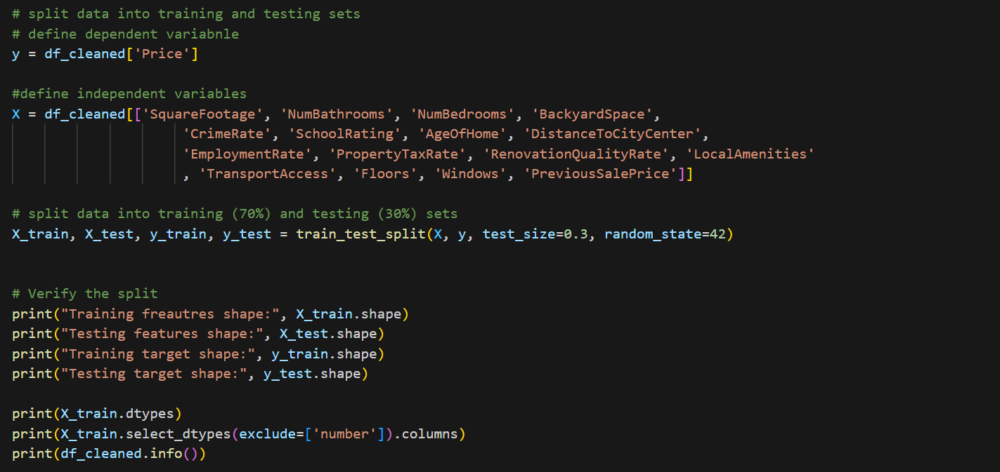 # split data into training and testing sets
# define dependent variabnle
y = df_cleaned['Price']
#define independent variables
X = df_cleaned[['SquareFootage', 'NumBathrooms', 'NumBedrooms', 'BackyardSpace',
'CrimeRate', 'SchoolRating', 'AgeOfHome', 'DistanceToCityCenter',
'EmploymentRate', 'PropertyTaxRate', 'RenovationQualityRate', 'LocalAmenities'
, 'TransportAccess', 'Floors', 'Windows', 'PreviousSalePrice']]
# split data into training (70%) and testing (30%) sets
X_train, X_test, y_train, y_test = train_test_split(X, y, test_size=0.3, random_state=42)
# Verify the split
print("Training freautres shape:", X_train.shape)
print("Testing features shape:", X_test.shape)
print("Training target shape:", y_train.shape)
print("Testing target shape:", y_test.shape)
print(X_train.dtypes)
print(X_train.select_dtypes(exclude=['number']).columns)
print(df_cleaned.info())